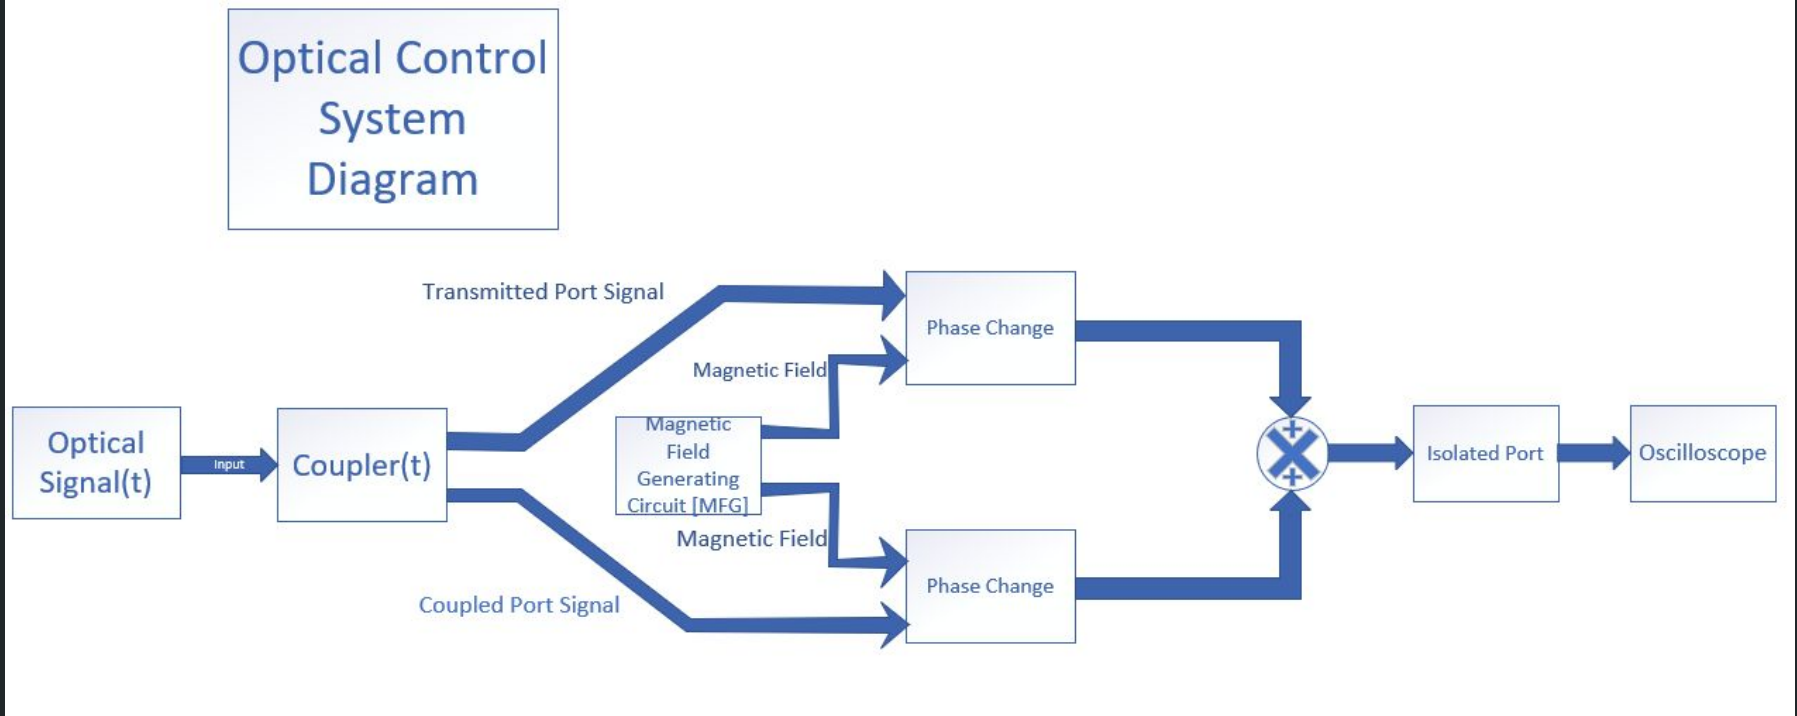 Optical Control
System
Diagram
Transmitted Port Signal
Phase Change
Magnetic Field
Optical
Signal(t)
Input
Coupler(t)
Magnetic
Field
Generating
Circuit [MFG]
Isolated Port
Oscilloscope
Magnetic Field
Phase Change
Coupled Port Signal